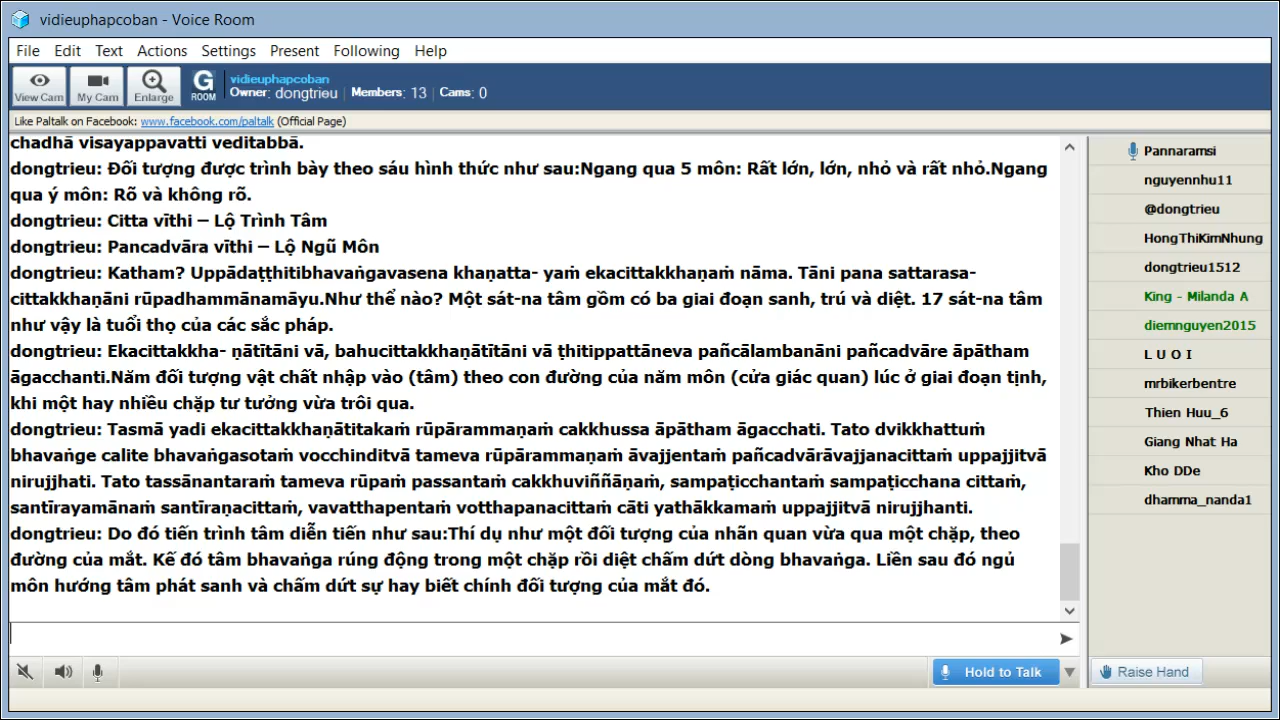 vidieuphapcoban - Voice Room
File Edit Text Actions Settings Present Following Help
View Cam My Cam Enlarge G ROOM vidieuphapcoban
Owner: dongtrieu | Members: 13 | Cams: 0
Like Paltalk on Facebook: www.facebook.com/paltalk (Official Page)
chadhā visayappavatti veditabbā.
dongtrieu: Đối tượng được trình bày theo sáu hình thức như sau:Ngang qua 5 môn: Rất lớn, lớn, nhỏ và rất nhỏ.Ngang
qua ý môn: Rõ và không rõ.
dongtrieu: Citta vīthi – Lộ Trình Tâm
dongtrieu: Pancadvāra vīthi – Lộ Ngũ Môn
dongtrieu: Katham? Uppādaṭṭhitibhavaṅgavasena khaṇatta- yaṁ ekacittakkhaṇaṁ nāma. Tāni pana sattarasa-
cittakkhaṇāni rūpadhammānamāyu.Như thể nào? Một sát-na tâm gồm có ba giai đoạn sanh, trú và diệt. 17 sát-na tâm
như vậy là tuổi thọ của các sắc pháp.
dongtrieu: Ekacittakkha- ṇātītāni vā, bahucittakkhaṇātītāni vā ṭhitippattāneva pañcālambanāni pañcadvāre āpātham
āgacchanti.Năm đối tượng vật chất nhập vào (tâm) theo con đường của năm môn (cửa giác quan) lúc ở giai đoạn tịnh,
khi một hay nhiều chặp tư tưởng vừa trôi qua.
dongtrieu: Tasmā yadi ekacittakkhaṇātitakaṁ rūpārammaṇaṁ cakkhussa āpātham āgacchati. Tato dvikkhattuṁ
bhavaṅge calite bhavaṅgasotaṁ vocchinditvā tameva rūpārammaṇaṁ āvajjentaṁ pañcadvārāvajjanacittaṁ uppajjitvā
nirujjhati. Tato tassānantaraṁ tameva rūpaṁ passantaṁ cakkhuviññāṇaṁ, sampaṭicchantaṁ sampaṭicchana cittaṁ,
santīrayamānaṁ santīraṇacittaṁ, vavatthapentaṁ votthapanacittaṁ cāti yathākkamaṁ uppajjitvā nirujjhanti.
dongtrieu: Do đó tiến trình tâm diễn tiến như sau:Thí dụ như một đối tượng của nhãn quan vừa qua một chặp, theo
đường của mắt. Kế đó tâm bhavaṅga rúng động trong một chặp rồi diệt chấm dứt dòng bhavaṅga. Liền sau đó ngủ
môn hướng tâm phát sanh và chấm dứt sự hay biết chính đối tượng của mắt đó.
Pannaramsi
nguyennhu11
@dongtrieu
HongThiKimNhung
dongtrieu1512
King - Milanda A
diemnguyen2015
L U O I
mrbikerbentre
Thien Huu_6
Giang Nhat Ha
Kho DDe
dhamma_nanda1
Hold to Talk
Raise Hand